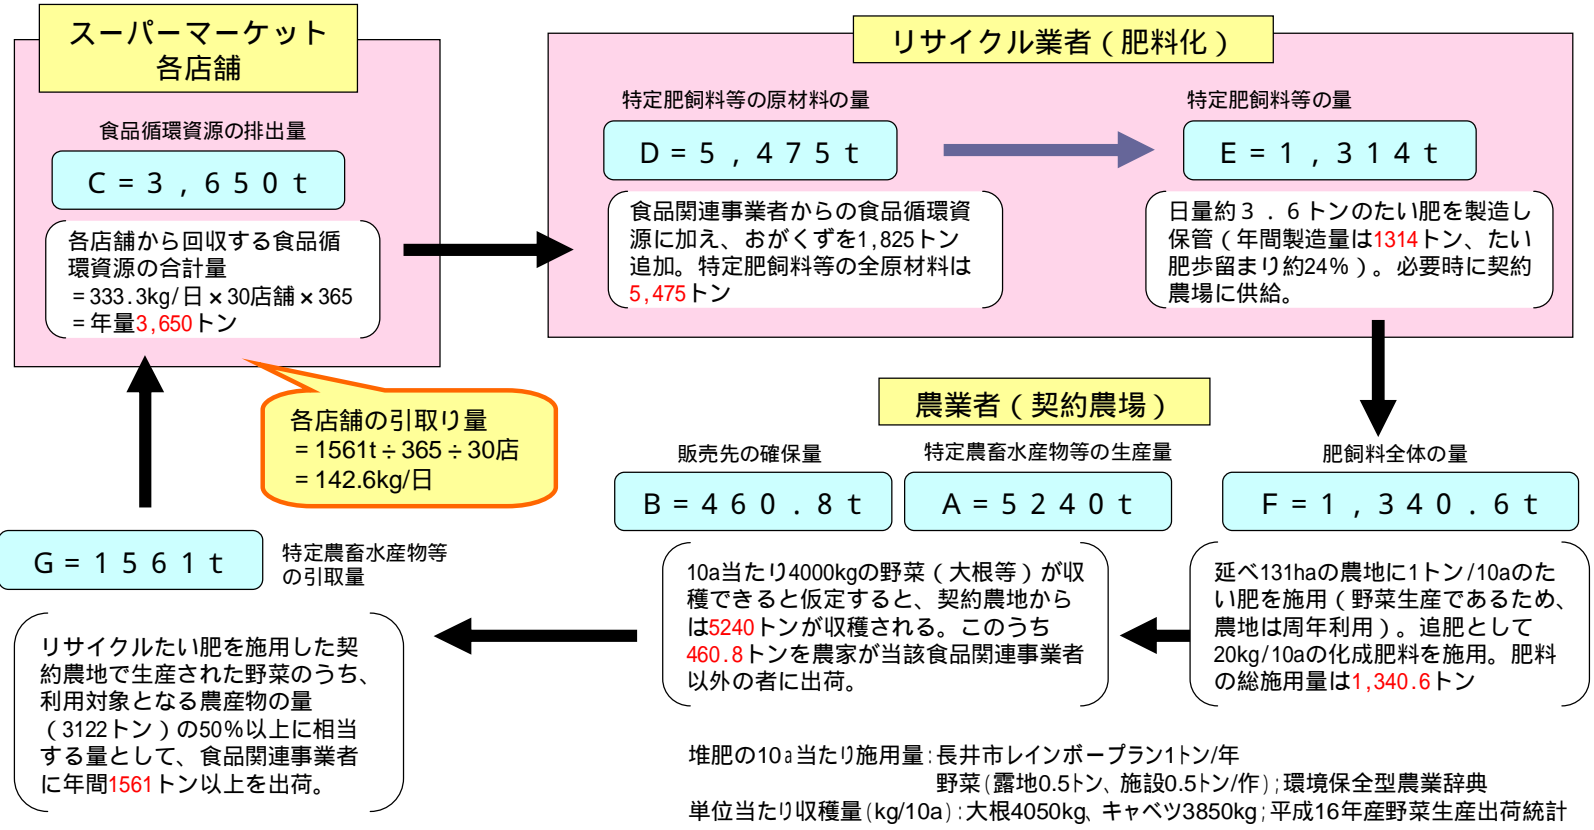 スーパーマーケット
各店舗
食品循環資源の排出量
C=3,650t
各店舗から回収する食品循
環資源の合計量
=333.3kg/日×30店舗×365
=年量3,650トン
リサイクル業者(肥料化)
特定肥飼料等の原材料の量
D=5,475t
食品関連事業者からの食品循環資
源に加え、おがくずを1,825トン
追加。特定肥飼料等の全原材料は
5,475トン
特定肥飼料等の量
E=1,314t
日量約3.6トンのたい肥を製造し
保管(年間製造量は1314トン、たい
肥歩留まり約24%)。必要時に契約
農場に供給。
各店舗の引取り量
=1561t÷365÷30店
=142.6kg/日
農業者(契約農場)
販売先の確保量
B=460.8t
特定農畜水産物等の生産量
A=5240t
10a当たり4000kgの野菜(大根等)が収
穫できると仮定すると、契約農地から
は5240トンが収穫される。このうち
460.8トンを農家が当該食品関連事業者
以外の者に出荷。
肥飼料全体の量
F=1,340.6t
延べ131haの農地に1トン/10aのた
い肥を施用(野菜生産であるため、
農地は周年利用)。追肥として
20kg/10aの化成肥料を施用。肥料
の総施用量は1,340.6トン
G=1561t
特定農畜水産物等
の引取量
リサイクルたい肥を施用した契
約農地で生産された野菜のうち、
利用対象となる農産物の量
(3122トン)の50%以上に相当
する量として、食品関連事業者
に年間1561トン以上を出荷。
堆肥の10a当たり施用量:長井市レインボープラン1トン/年
野菜(露地0.5トン、施設0.5トン/作);環境保全型農業辞典
単位当たり収穫量(kg/10a):大根4050kg、キャベツ3850kg;平成16年産野菜生産出荷統計